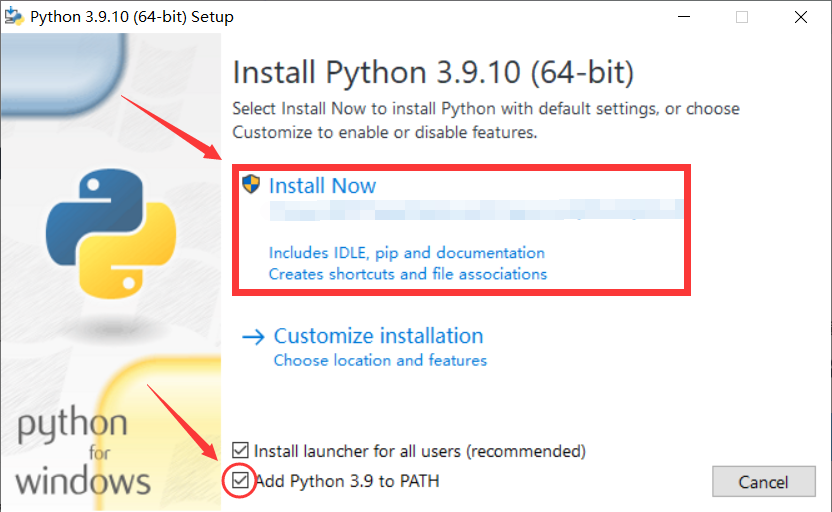 Python 3.9.10 (64-bit) Setup
Install Python 3.9.10 (64-bit)
Select Install Now to install Python with default settings, or choose
Customize to enable or disable features.
Install Now
Includes IDLE, pip and documentation
Creates shortcuts and file associations
Customize installation
Choose location and features
python
for
windows
Install launcher for all users (recommended)
Add Python 3.9 to PATH
Cancel